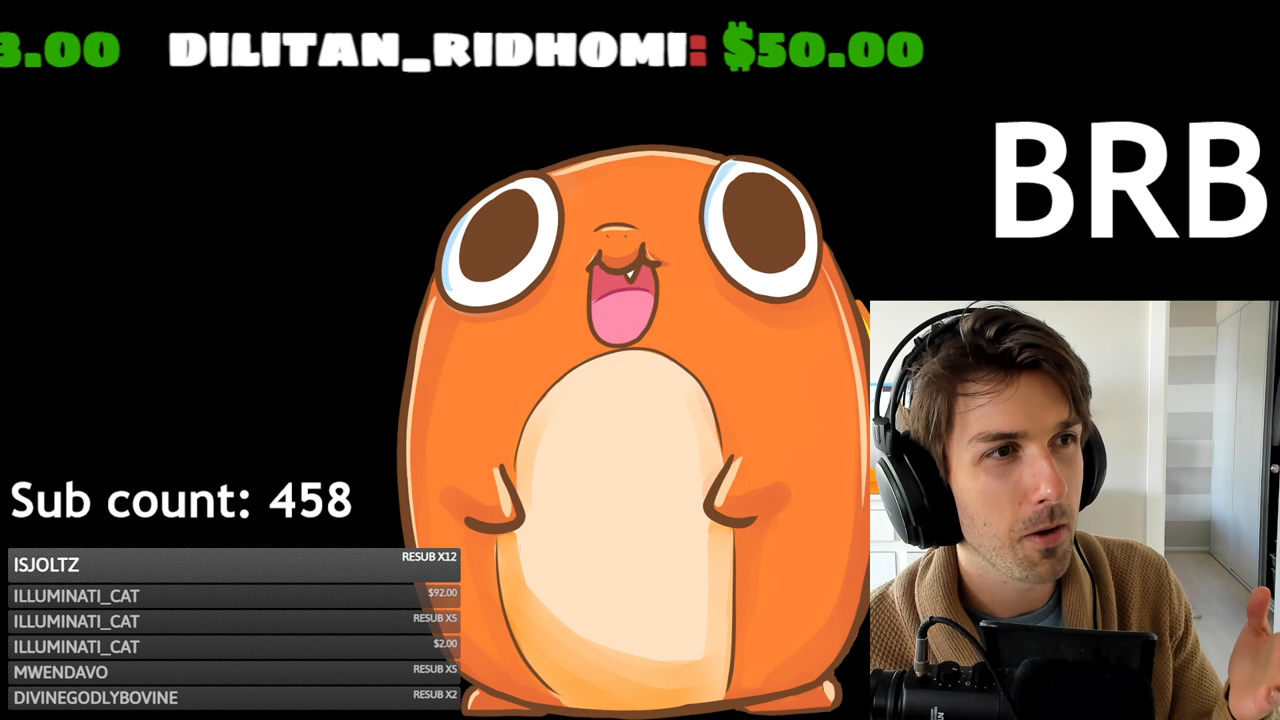 3.00 DILITAN_RIDHOMI: $50.00
BRB
Sub count: 458
ISJOLTZ RESUB X12
ILLUMINATI_CAT $92.00
ILLUMINATI_CAT RESUB X5
ILLUMINATI_CAT $2.00
MWENDAVO RESUB X5
DIVINEGODLYBOVINE RESUB X2